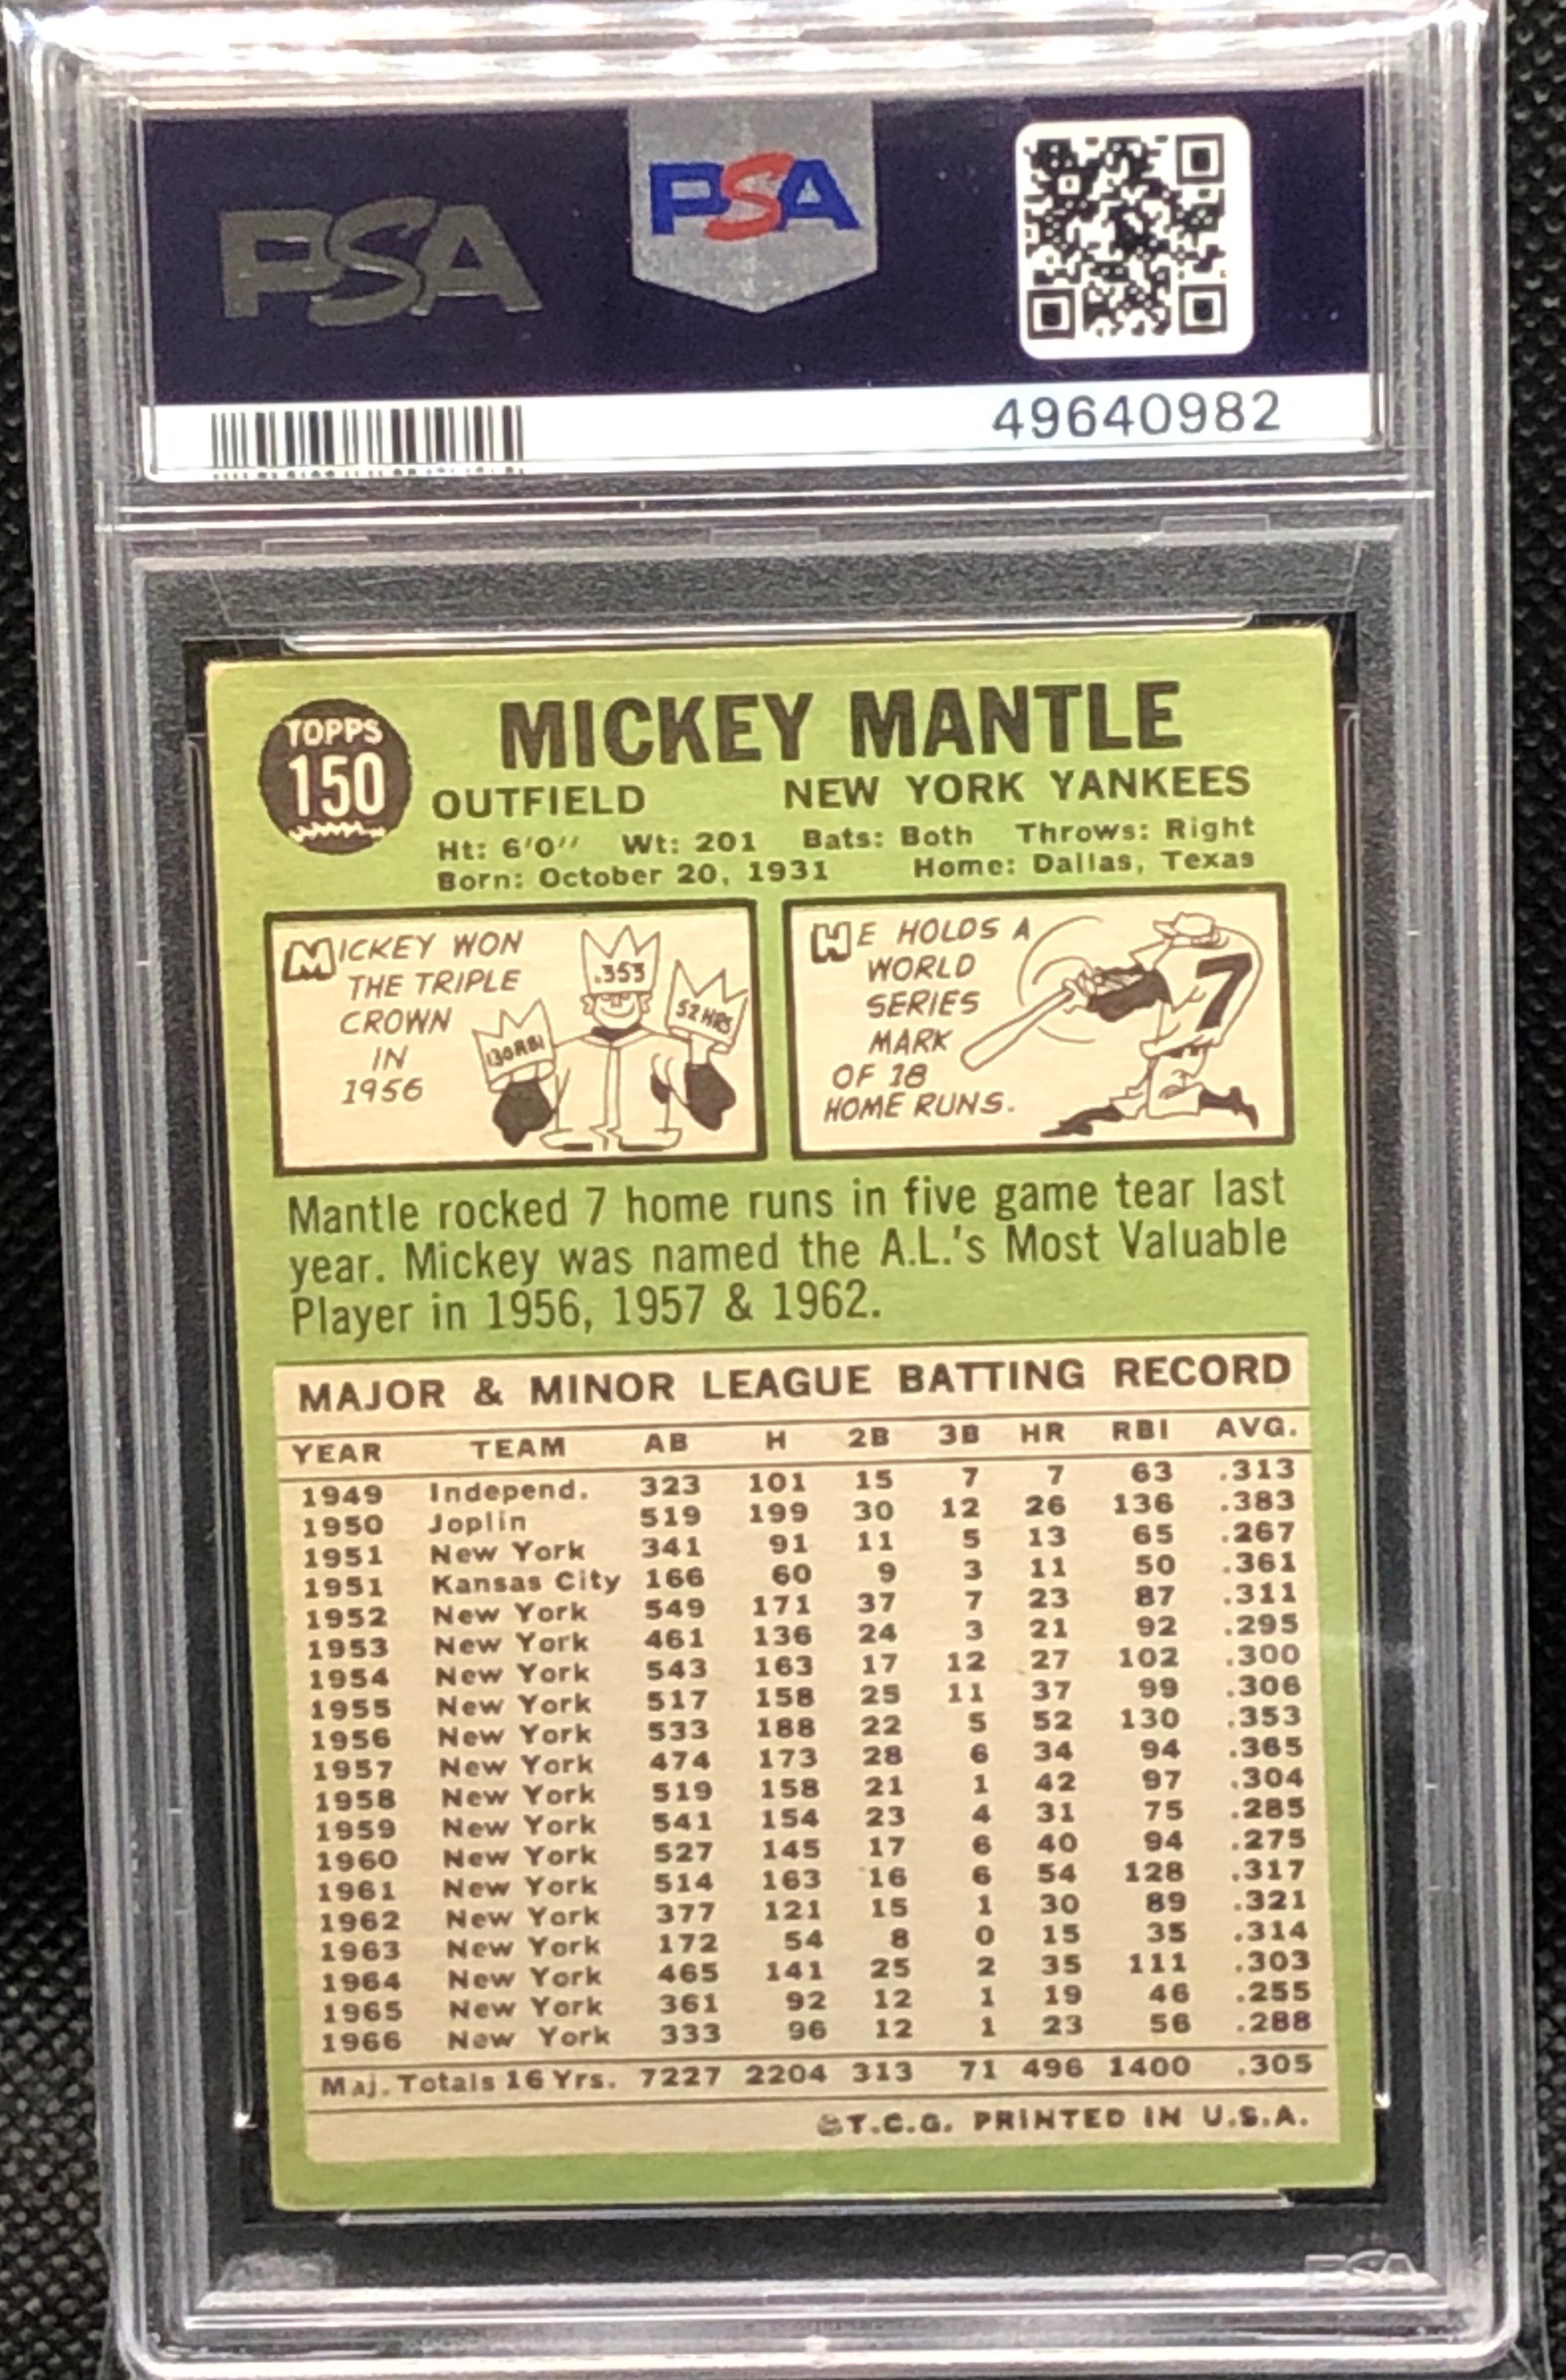 PSA
PSA
49640982
TOPPS
150
MICKEY MANTLE
OUTFIELD NEW YORK YANKEES
Ht: 6'0" Wt: 201 Bats: Both Throws: Right
Born: October 20, 1931 Home: Dallas, Texas
MICKEY WON
THE TRIPLE
CROWN
IN
1956
.353
52 HRS
130 RBI
HE HOLDS A
WORLD
SERIES
MARK
OF 18
HOME RUNS.
7
Mantle rocked 7 home runs in five game tear last
year. Mickey was named the A.L.'s Most Valuable
Player in 1956, 1957 & 1962.
MAJOR & MINOR LEAGUE BATTING RECORD
YEAR TEAM AB H 2B 3B HR RBI AVG.
1949 Independ. 323 101 15 7 7 63 .313
1950 Joplin 519 199 30 12 26 136 .383
1951 New York 341 91 11 5 13 65 .267
1951 Kansas City 166 60 9 3 11 50 .361
1952 New York 549 171 37 7 23 87 .311
1953 New York 461 136 24 3 21 92 .295
1954 New York 543 163 17 12 27 102 .300
1955 New York 517 158 25 11 37 99 .306
1956 New York 533 188 22 5 52 130 .353
1957 New York 474 173 28 6 34 94 .365
1958 New York 519 158 21 1 42 97 .304
1959 New York 541 154 23 4 31 75 .285
1960 New York 527 145 17 6 40 94 .275
1961 New York 514 163 16 6 54 128 .317
1962 New York 377 121 15 1 30 89 .321
1963 New York 172 54 8 0 15 35 .314
1964 New York 465 141 25 2 35 111 .303
1965 New York 361 92 12 1 19 46 .255
1966 New York 333 96 12 1 23 56 .288
Maj. Totals 16 Yrs. 7227 2204 313 71 496 1400 .305
©T.C.G. PRINTED IN U.S.A.
PSA